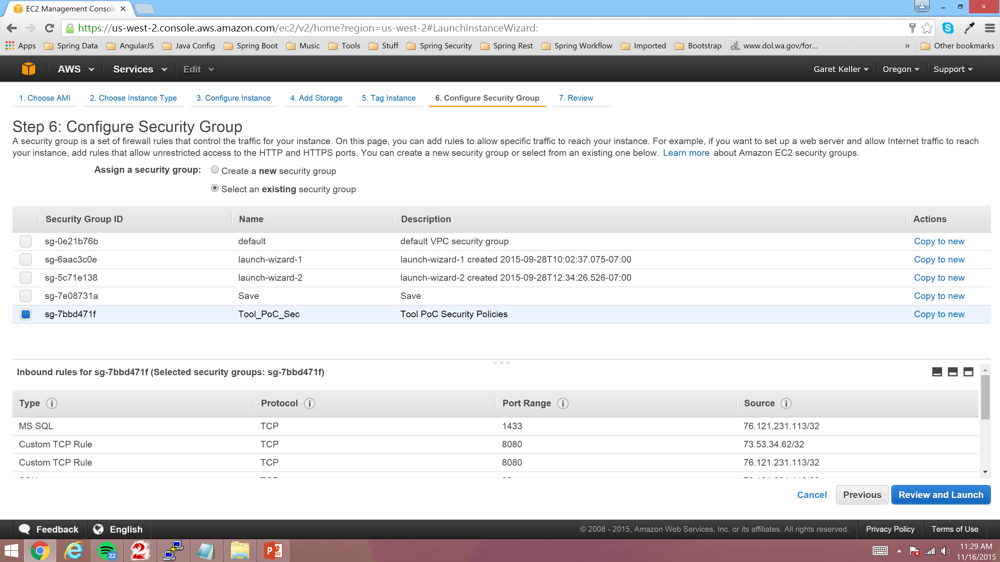 EC2 Management Console
https://us-west-2.console.aws.amazon.com/ec2/v2/home?region=us-west-2#LaunchInstanceWizard:
Apps Spring Data AngularJS Java Config Spring Boot Music Tools Stuff Spring Security Spring Rest Spring Workflow Imported Bootstrap www.dol.wa.gov/for... » Other bookmarks
AWS Services Edit Garet Keller Oregon Support
1. Choose AMI 2. Choose Instance Type 3. Configure Instance 4. Add Storage 5. Tag Instance 6. Configure Security Group 7. Review
Step 6: Configure Security Group
A security group is a set of firewall rules that control the traffic for your instance. On this page, you can add rules to allow specific traffic to reach your instance. For example, if you want to set up a web server and allow Internet traffic to reach
your instance, add rules that allow unrestricted access to the HTTP and HTTPS ports. You can create a new security group or select from an existing one below. Learn more about Amazon EC2 security groups.
Assign a security group: Create a new security group
Select an existing security group
Security Group ID Name Description Actions
sg-0e21b76b default default VPC security group Copy to new
sg-6aac3c0e launch-wizard-1 launch-wizard-1 created 2015-09-28T10:02:37.075-07:00 Copy to new
sg-5c71e138 launch-wizard-2 launch-wizard-2 created 2015-09-28T12:34:26.526-07:00 Copy to new
sg-7e08731a Save Save Copy to new
sg-7bbd471f Tool_PoC_Sec Tool PoC Security Policies Copy to new
Inbound rules for sg-7bbd471f (Selected security groups: sg-7bbd471f)
Type Protocol Port Range Source
MS SQL TCP 1433 76.121.231.113/32
Custom TCP Rule TCP 8080 73.53.34.62/32
Custom TCP Rule TCP 8080 76.121.231.113/32
Cancel Previous Review and Launch
Feedback English © 2008 - 2015, Amazon Web Services, Inc. or its affiliates. All rights reserved. Privacy Policy Terms of Use
22
11:29 AM
11/16/2015